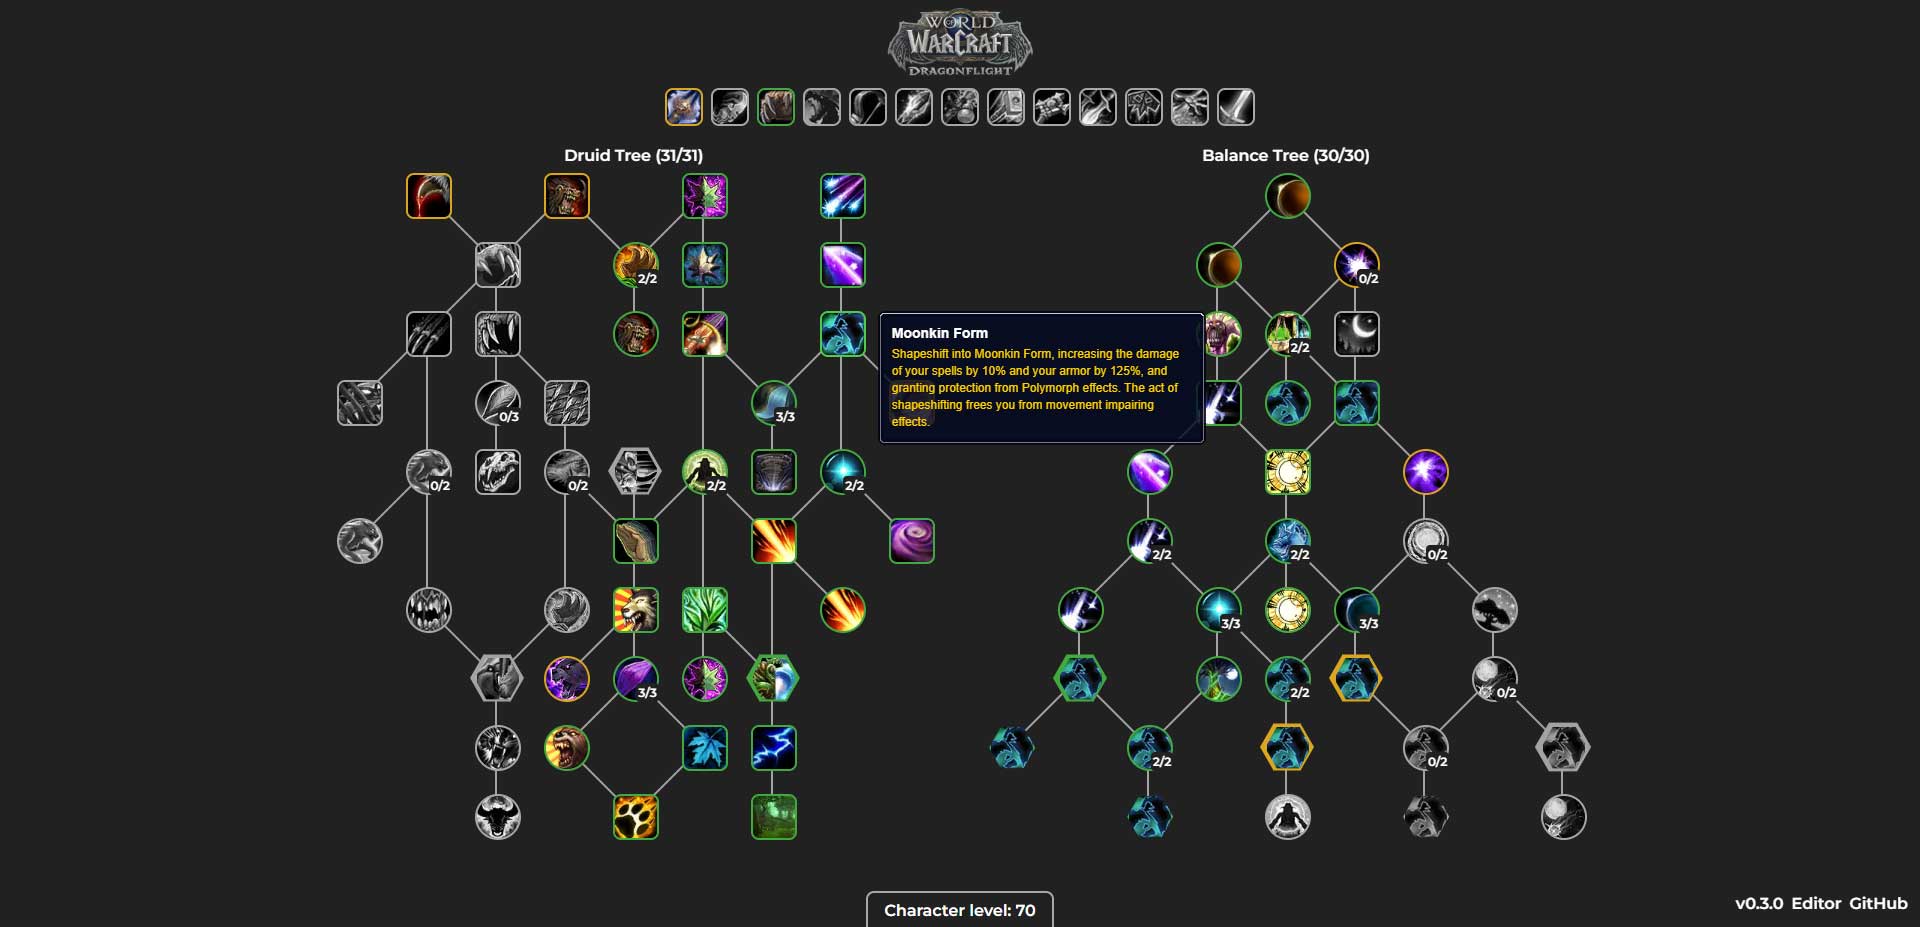 WORLD
OF
WARCRAFT
DRAGONFLIGHT
Druid Tree (31/31)
Balance Tree (30/30)
2/2
0/2
2/2
0/3
3/3
0/2
0/2
2/2
2/2
2/2
2/2
0/2
3/3
3/3
3/3
2/2
0/2
2/2
0/2
Moonkin Form
Shapeshift into Moonkin Form, increasing the damage
of your spells by 10% and your armor by 125%, and
granting protection from Polymorph effects. The act of
shapeshifting frees you from movement impairing
effects.
Character level: 70
v0.3.0 Editor GitHub